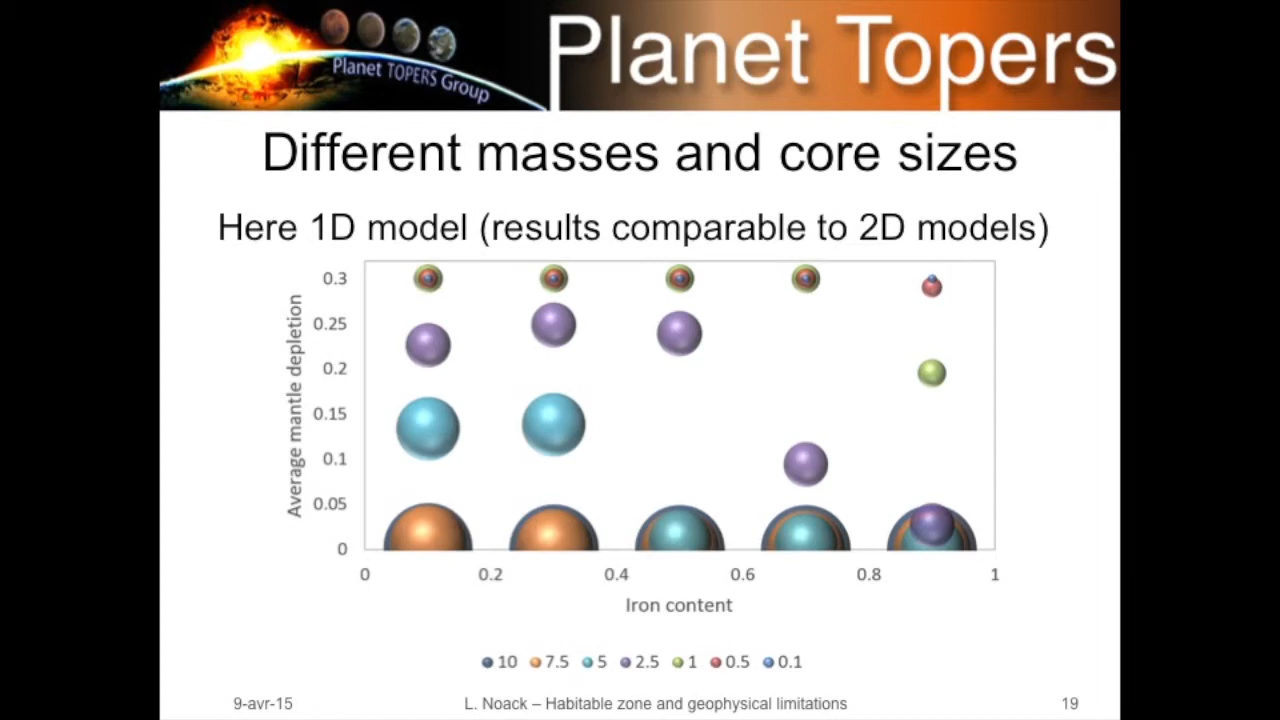 Planet TOPERS Group
Planet Topers
Different masses and core sizes
Here 1D model (results comparable to 2D models)
Average mantle depletion
0.3
0.25
0.2
0.15
0.1
0.05
0
0 0.2 0.4 0.6 0.8 1
Iron content
10 7.5 5 2.5 1 0.5 0.1
9-avr-15 L. Noack – Habitable zone and geophysical limitations 19